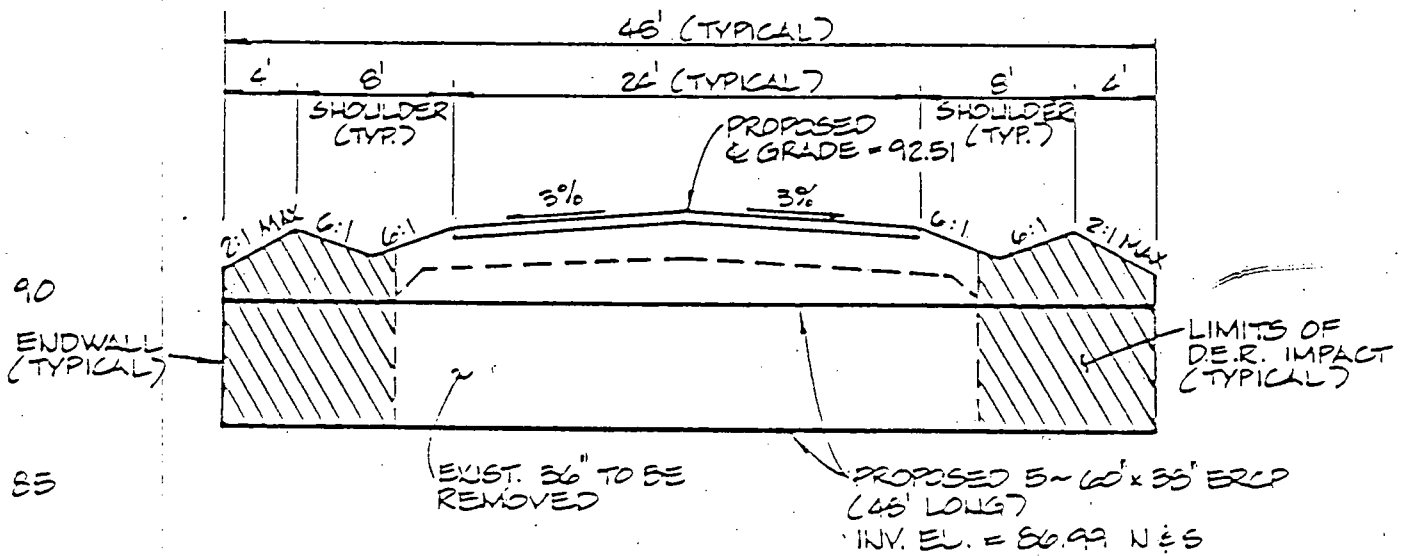 48' (TYPICAL)
4' 8' 24' (TYPICAL) 8' 4'
SHOULDER (TYP.)
SHOULDER (TYP.)
PROPOSED
℄ GRADE = 92.51
3% 3%
2:1 MAX 6:1 6:1 6:1 6:1 2:1 MAX
90
ENDWALL
(TYPICAL)
LIMITS OF
D.E.R. IMPACT
(TYPICAL)
85
EXIST. 36" TO BE
REMOVED
PROPOSED 5~60"x38" ERCP
(48' LONG)
INV. EL. = 86.99 N & S